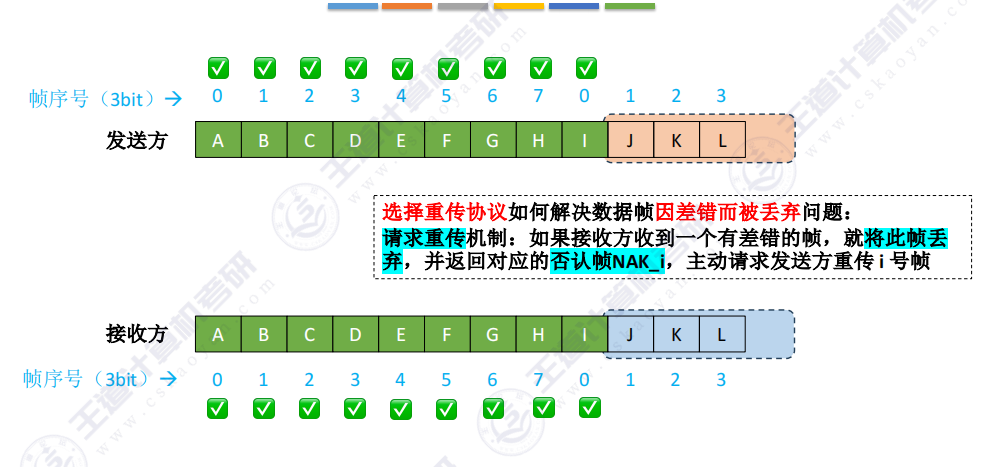 帧序号（3bit）→ 0 1 2 3 4 5 6 7 0 1 2 3
发送方 A B C D E F G H I J K L
选择重传协议如何解决数据帧因差错而被丢弃问题：
请求重传机制：如果接收方收到一个有差错的帧，就将此帧丢
弃，并返回对应的否认帧NAK_i，主动请求发送方重传 i 号帧
接收方 A B C D E F G H I J K L
帧序号（3bit）→ 0 1 2 3 4 5 6 7 0 1 2 3
王道计算机考研
www.cskaoyan.com